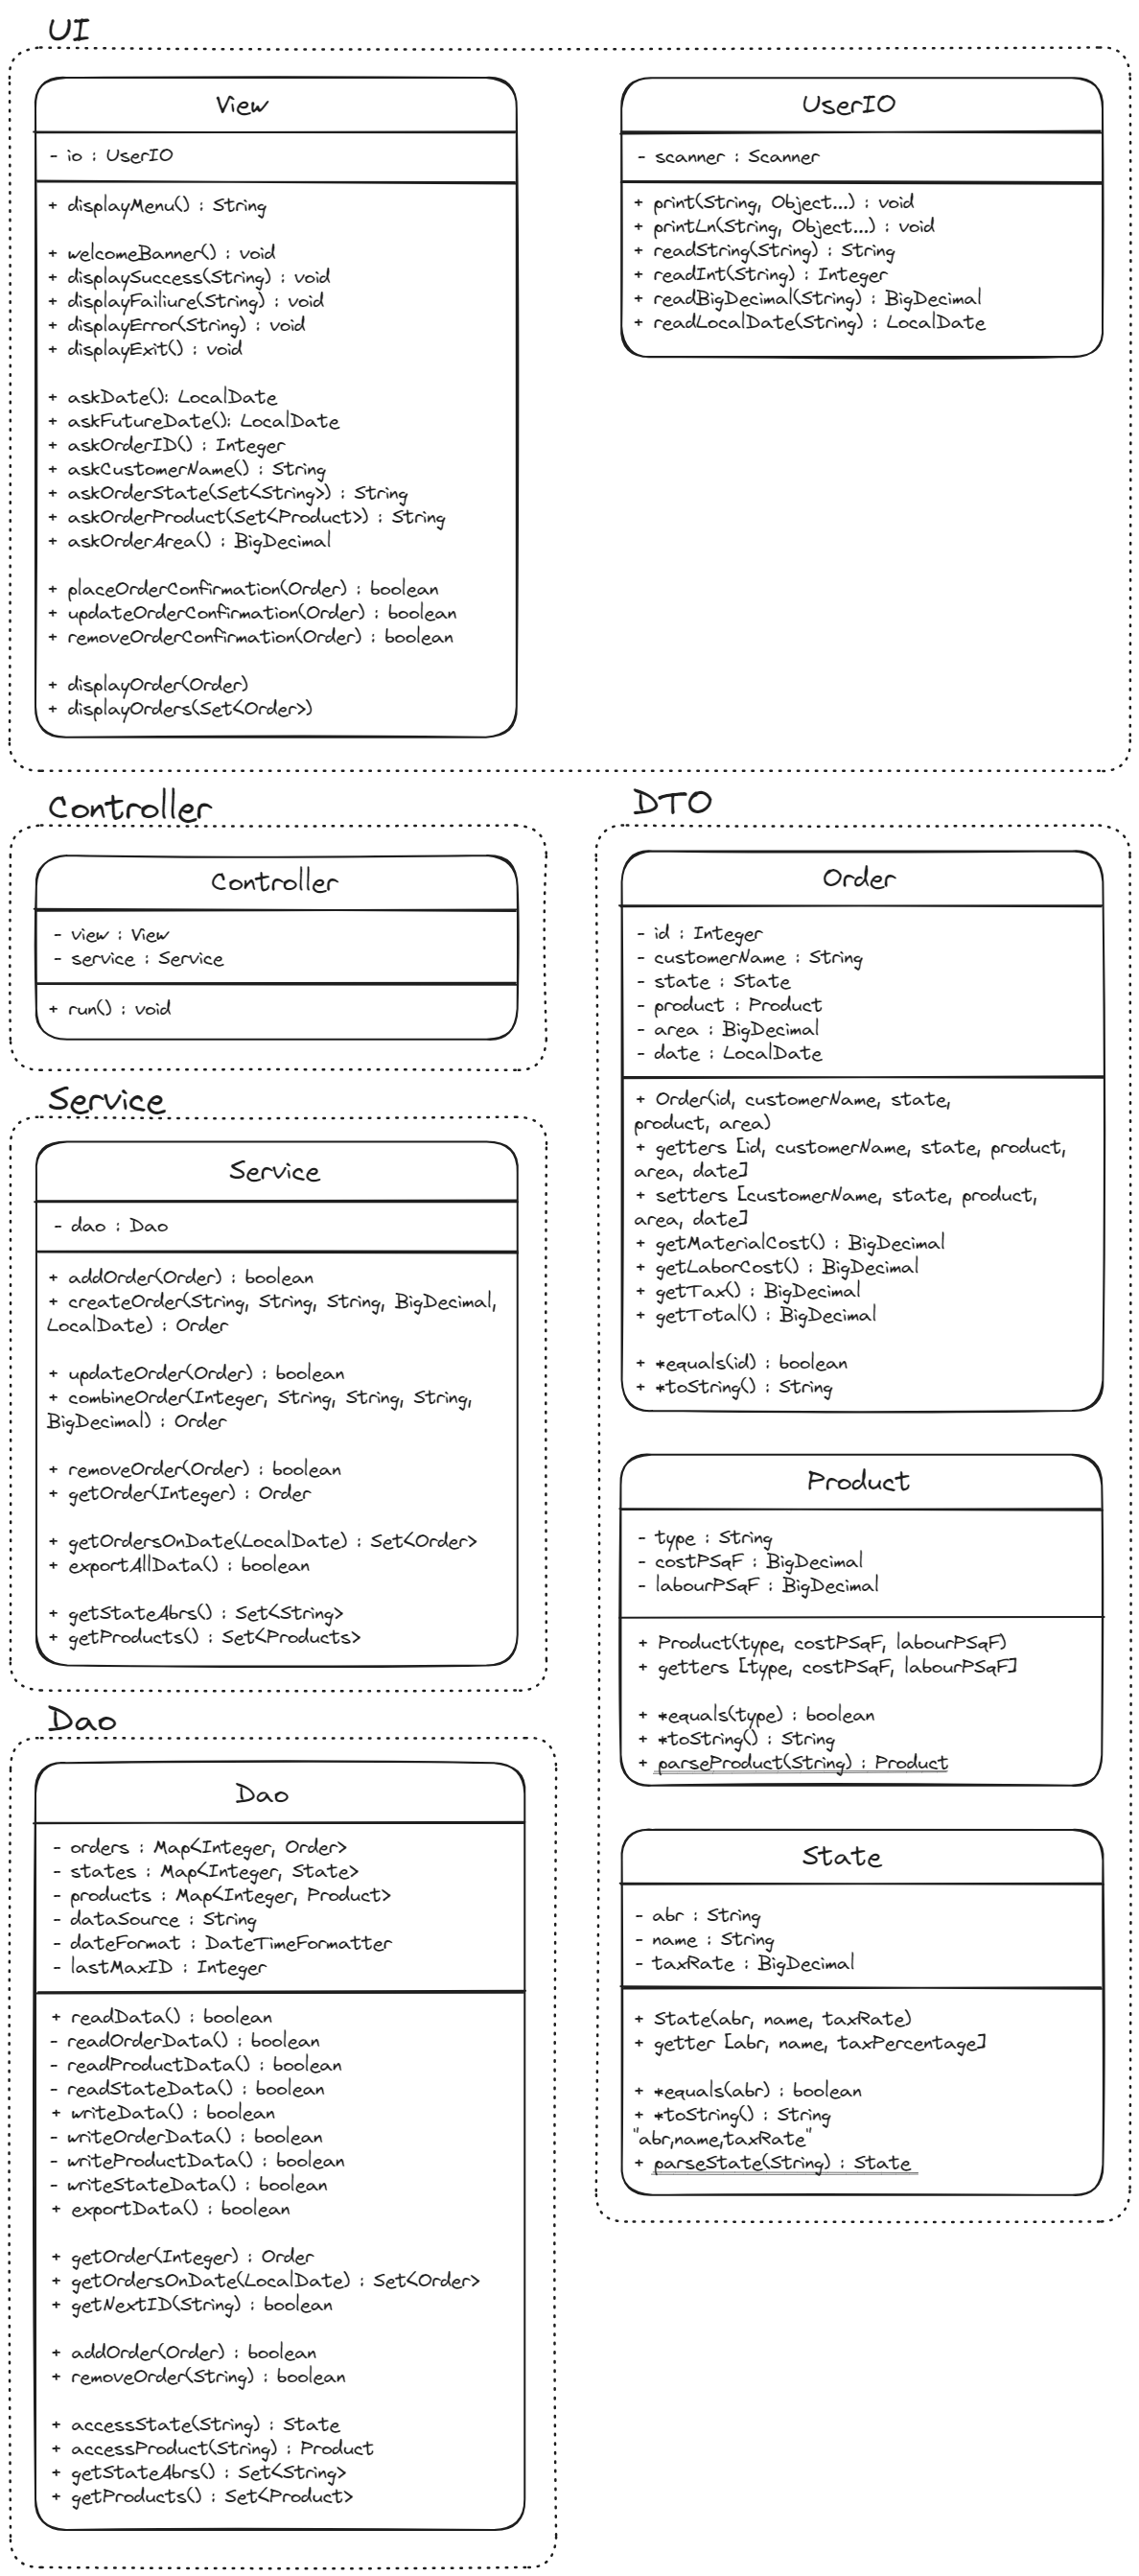 UI
View
- io : UserIO
+ displayMenu() : String
+ welcomeBanner() : void
+ displaySuccess(String) : void
+ displayFailiure(String) : void
+ displayError(String) : void
+ displayExit() : void
+ askDate(): LocalDate
+ askFutureDate(): LocalDate
+ askOrderID() : Integer
+ askCustomerName() : String
+ askOrderState(Set<String>) : String
+ askOrderProduct(Set<Product>) : String
+ askOrderArea() : BigDecimal
+ placeOrderConfirmation(Order) : boolean
+ updateOrderConfirmation(Order) : boolean
+ removeOrderConfirmation(Order) : boolean
+ displayOrder(Order)
+ displayOrders(Set<Order>)
UserIO
- scanner : Scanner
+ print(String, Object...) : void
+ printLn(String, Object...) : void
+ readString(String) : String
+ readInt(String) : Integer
+ readBigDecimal(String) : BigDecimal
+ readLocalDate(String) : LocalDate
Controller
Controller
- view : View
- service : Service
+ run() : void
Service
Service
- dao : Dao
+ addOrder(Order) : boolean
+ createOrder(String, String, String, BigDecimal,
LocalDate) : Order
+ updateOrder(Order) : boolean
+ combineOrder(Integer, String, String, String,
BigDecimal) : Order
+ removeOrder(Order) : boolean
+ getOrder(Integer) : Order
+ getOrdersOnDate(LocalDate) : Set<Order>
+ exportAllData() : boolean
+ getStateAbrs() : Set<String>
+ getProducts() : Set<Products>
Dao
Dao
- orders : Map<Integer, Order>
- states : Map<Integer, State>
- products : Map<Integer, Product>
- dataSource : String
- dateFormat : DateTimeFormatter
- lastMaxID : Integer
+ readData() : boolean
- readOrderData() : boolean
- readProductData() : boolean
- readStateData() : boolean
+ writeData() : boolean
- writeOrderData() : boolean
- writeProductData() : boolean
- writeStateData() : boolean
+ exportData() : boolean
+ getOrder(Integer) : Order
+ getOrdersOnDate(LocalDate) : Set<Order>
+ getNextID(String) : boolean
+ addOrder(Order) : boolean
+ removeOrder(String) : boolean
+ accessState(String) : State
+ accessProduct(String) : Product
+ getStateAbrs() : Set<String>
+ getProducts() : Set<Product>
DTO
Order
- id : Integer
- customerName : String
- state : State
- product : Product
- area : BigDecimal
- date : LocalDate
+ Order(id, customerName, state,
product, area)
+ getters [id, customerName, state, product,
area, date]
+ setters [customerName, state, product,
area, date]
+ getMaterialCost() : BigDecimal
+ getLaborCost() : BigDecimal
+ getTax() : BigDecimal
+ getTotal() : BigDecimal
+ *equals(id) : boolean
+ *toString() : String
Product
- type : String
- costPSqF : BigDecimal
- labourPSqF : BigDecimal
+ Product(type, costPSqF, labourPSqF)
+ getters [type, costPSqF, labourPSqF]
+ *equals(type) : boolean
+ *toString() : String
+ parseProduct(String) : Product
State
- abr : String
- name : String
- taxRate : BigDecimal
+ State(abr, name, taxRate)
+ getter [abr, name, taxPercentage]
+ *equals(abr) : boolean
+ *toString() : String
"abr,name,taxRate"
+ parseState(String) : State